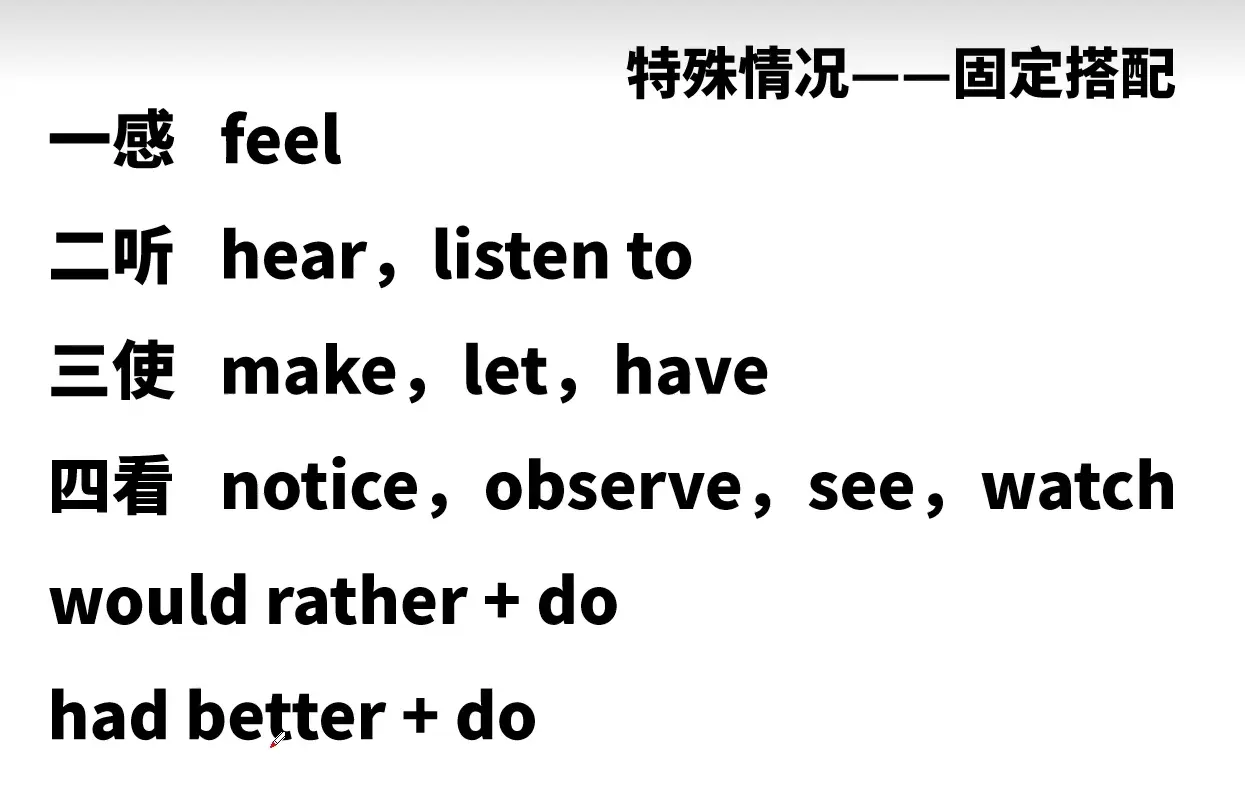 特殊情况——固定搭配
一感 feel
二听 hear，listen to
三使 make，let，have
四看 notice，observe，see，watch
would rather + do
had better + do